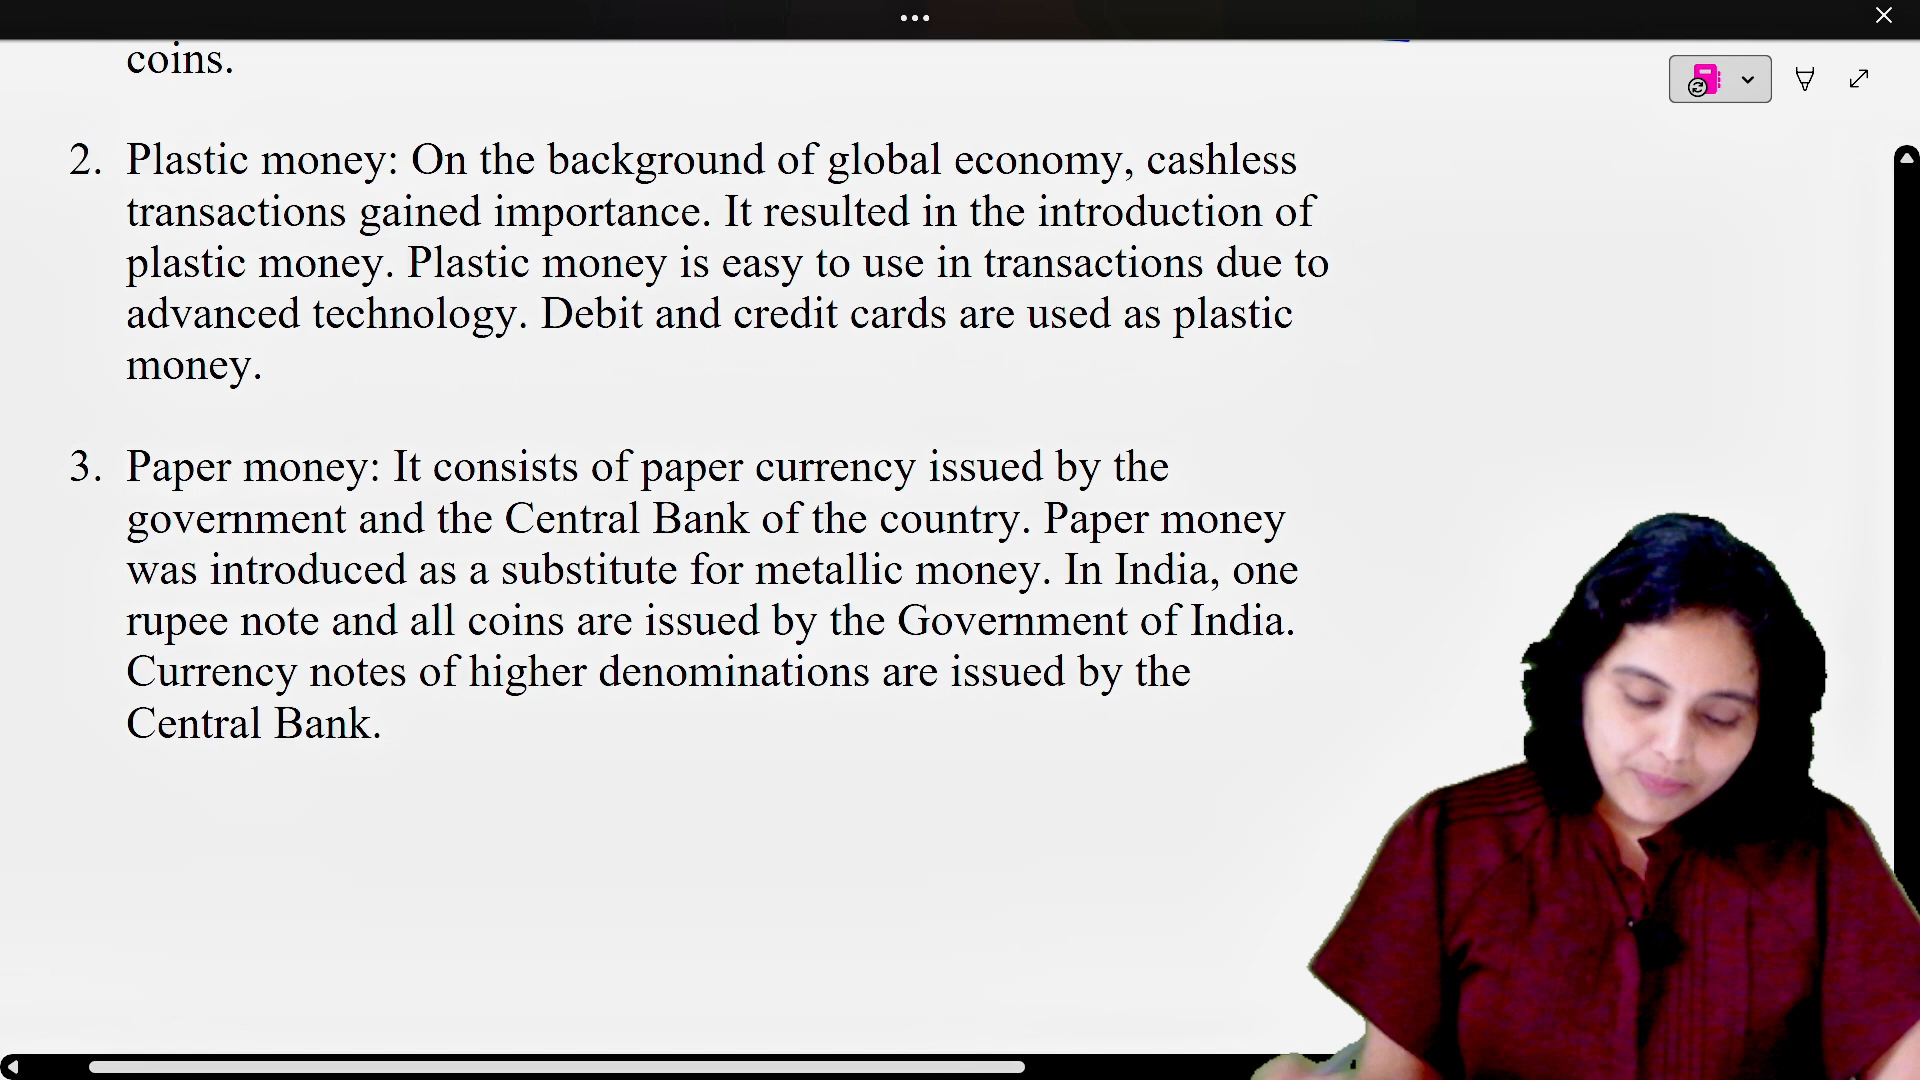 coins.
2. Plastic money: On the background of global economy, cashless
transactions gained importance. It resulted in the introduction of
plastic money. Plastic money is easy to use in transactions due to
advanced technology. Debit and credit cards are used as plastic
money.
3. Paper money: It consists of paper currency issued by the
government and the Central Bank of the country. Paper money
was introduced as a substitute for metallic money. In India, one
rupee note and all coins are issued by the Government of India.
Currency notes of higher denominations are issued by the
Central Bank.